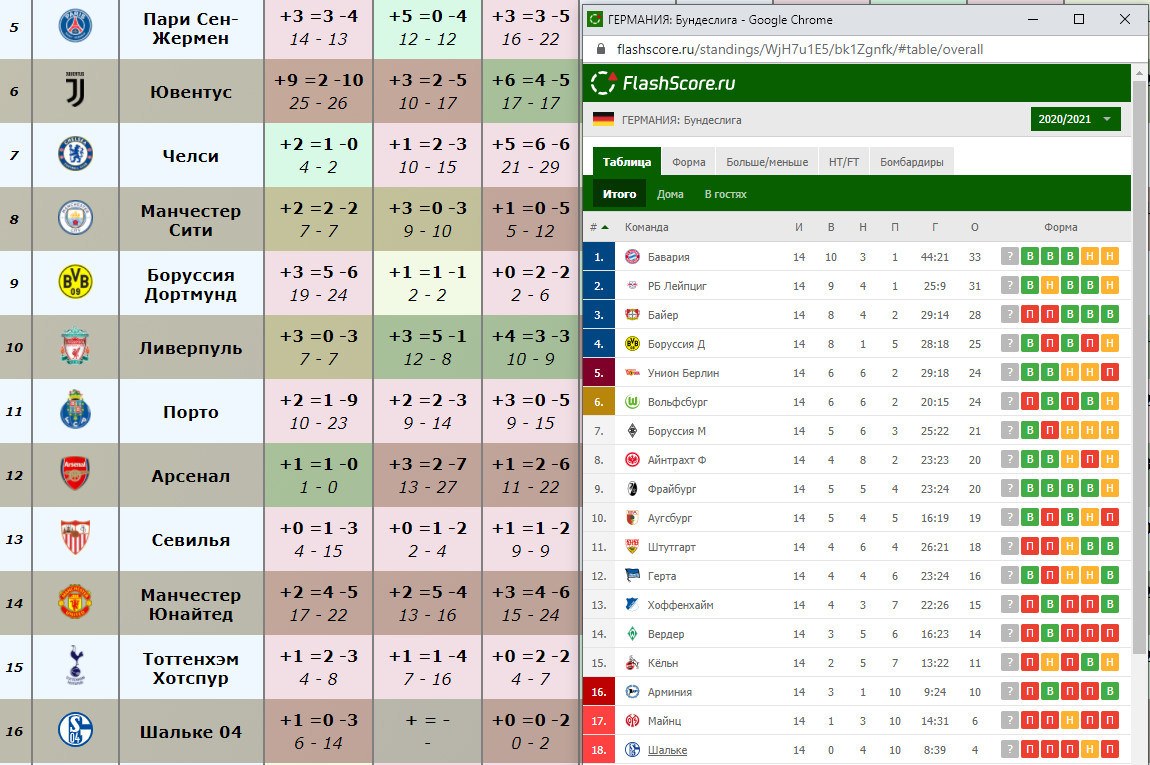 5 Пари Сен-Жермен +3 =3 -4 +5 =0 -4 +3 =3 -5
14 - 13 12 - 12 16 - 22
6 Ювентус +9 =2 -10 +3 =2 -5 +6 =4 -5
25 - 26 10 - 17 17 - 17
7 Челси +2 =1 -0 +1 =2 -3 +5 =6 -6
4 - 2 10 - 15 21 - 29
8 Манчестер Сити +2 =2 -2 +3 =0 -3 +1 =0 -5
7 - 7 9 - 10 5 - 12
9 Боруссия Дортмунд +3 =5 -6 +1 =1 -1 +0 =2 -2
19 - 24 2 - 2 2 - 6
10 Ливерпуль +3 =0 -3 +3 =5 -1 +4 =3 -3
7 - 7 12 - 8 10 - 9
11 Порто +2 =1 -9 +2 =2 -3 +3 =0 -5
10 - 23 9 - 14 9 - 15
12 Арсенал +1 =1 -0 +3 =2 -7 +1 =2 -6
1 - 0 13 - 27 11 - 22
13 Севилья +0 =1 -3 +0 =1 -2 +1 =1 -2
4 - 15 2 - 4 9 - 9
14 Манчестер Юнайтед +2 =4 -5 +2 =5 -4 +3 =4 -6
17 - 22 13 - 16 15 - 24
15 Тоттенхэм Хотспур +1 =2 -3 +1 =1 -4 +0 =2 -2
4 - 8 7 - 16 4 - 7
16 Шальке 04 +1 =0 -3 + = - +0 =0 -2
6 - 14 - 0 - 2
ГЕРМАНИЯ: Бундеслига - Google Chrome
flashscore.ru/standings/WjH7u1E5/bk1Zgnfk/#table/overall
FlashScore.ru
ГЕРМАНИЯ: Бундеслига 2020/2021
Таблица Форма Больше/меньше HT/FT Бомбардиры
Итого Дома В гостях
# Команда И В Н П Г О Форма
1. Бавария 14 10 3 1 44:21 33 ? В В В Н Н
2. РБ Лейпциг 14 9 4 1 25:9 31 ? В Н В В Н
3. Байер 14 8 4 2 29:14 28 ? П П В В В
4. Боруссия Д 14 8 1 5 28:18 25 ? В П В П Н
5. Унион Берлин 14 6 6 2 29:18 24 ? В В Н Н П
6. Вольфсбург 14 6 6 2 20:15 24 ? П В П В Н
7. Боруссия М 14 5 6 3 25:22 21 ? В П Н Н Н
8. Айнтрахт Ф 14 4 8 2 23:23 20 ? В В Н П Н
9. Фрайбург 14 5 5 4 23:24 20 ? В В В В Н
10. Аугсбург 14 5 4 5 16:19 19 ? В П В Н П
11. Штутгарт 14 4 6 4 26:21 18 ? П П Н В В
12. Герта 14 4 4 6 23:24 16 ? В П Н Н В
13. Хоффенхайм 14 4 3 7 22:26 15 ? П В П П В
14. Вердер 14 3 5 6 16:23 14 ? П В П П П
15. Кёльн 14 2 5 7 13:22 11 ? П Н П В Н
16. Арминия 14 3 1 10 9:24 10 ? П В П П В
17. Майнц 14 1 3 10 14:31 6 ? П П Н П П
18. Шальке 14 0 4 10 8:39 4 ? П П П Н П